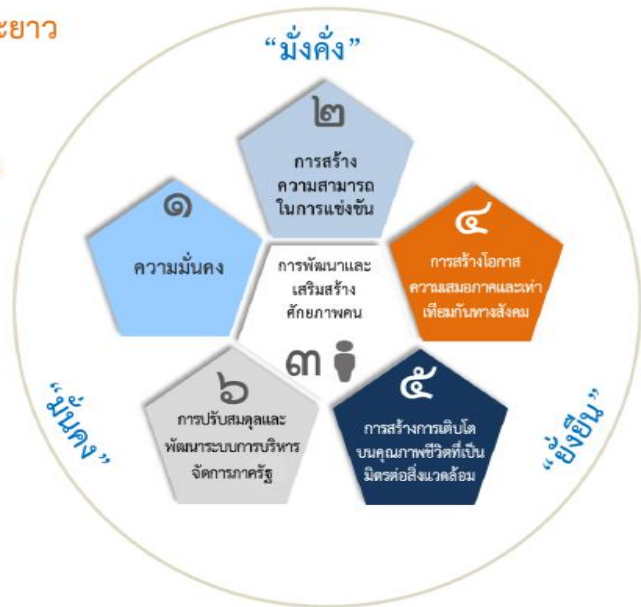 ะยาว
“มั่งคั่ง”
๒
การสร้าง
ความสามารถ
ในการแข่งขัน
๑
ความมั่นคง
๔
การสร้างโอกาส
ความเสมอภาคและเท่า
เทียมกันทางสังคม
การพัฒนาและ
เสริมสร้าง
ศักยภาพคน
๓
๖
การปรับสมดุลและ
พัฒนาระบบการบริหาร
จัดการภาครัฐ
๕
การสร้างการเติบโต
บนคุณภาพชีวิตที่เป็น
มิตรต่อสิ่งแวดล้อม
“มั่นคง”
“ยั่งยืน”